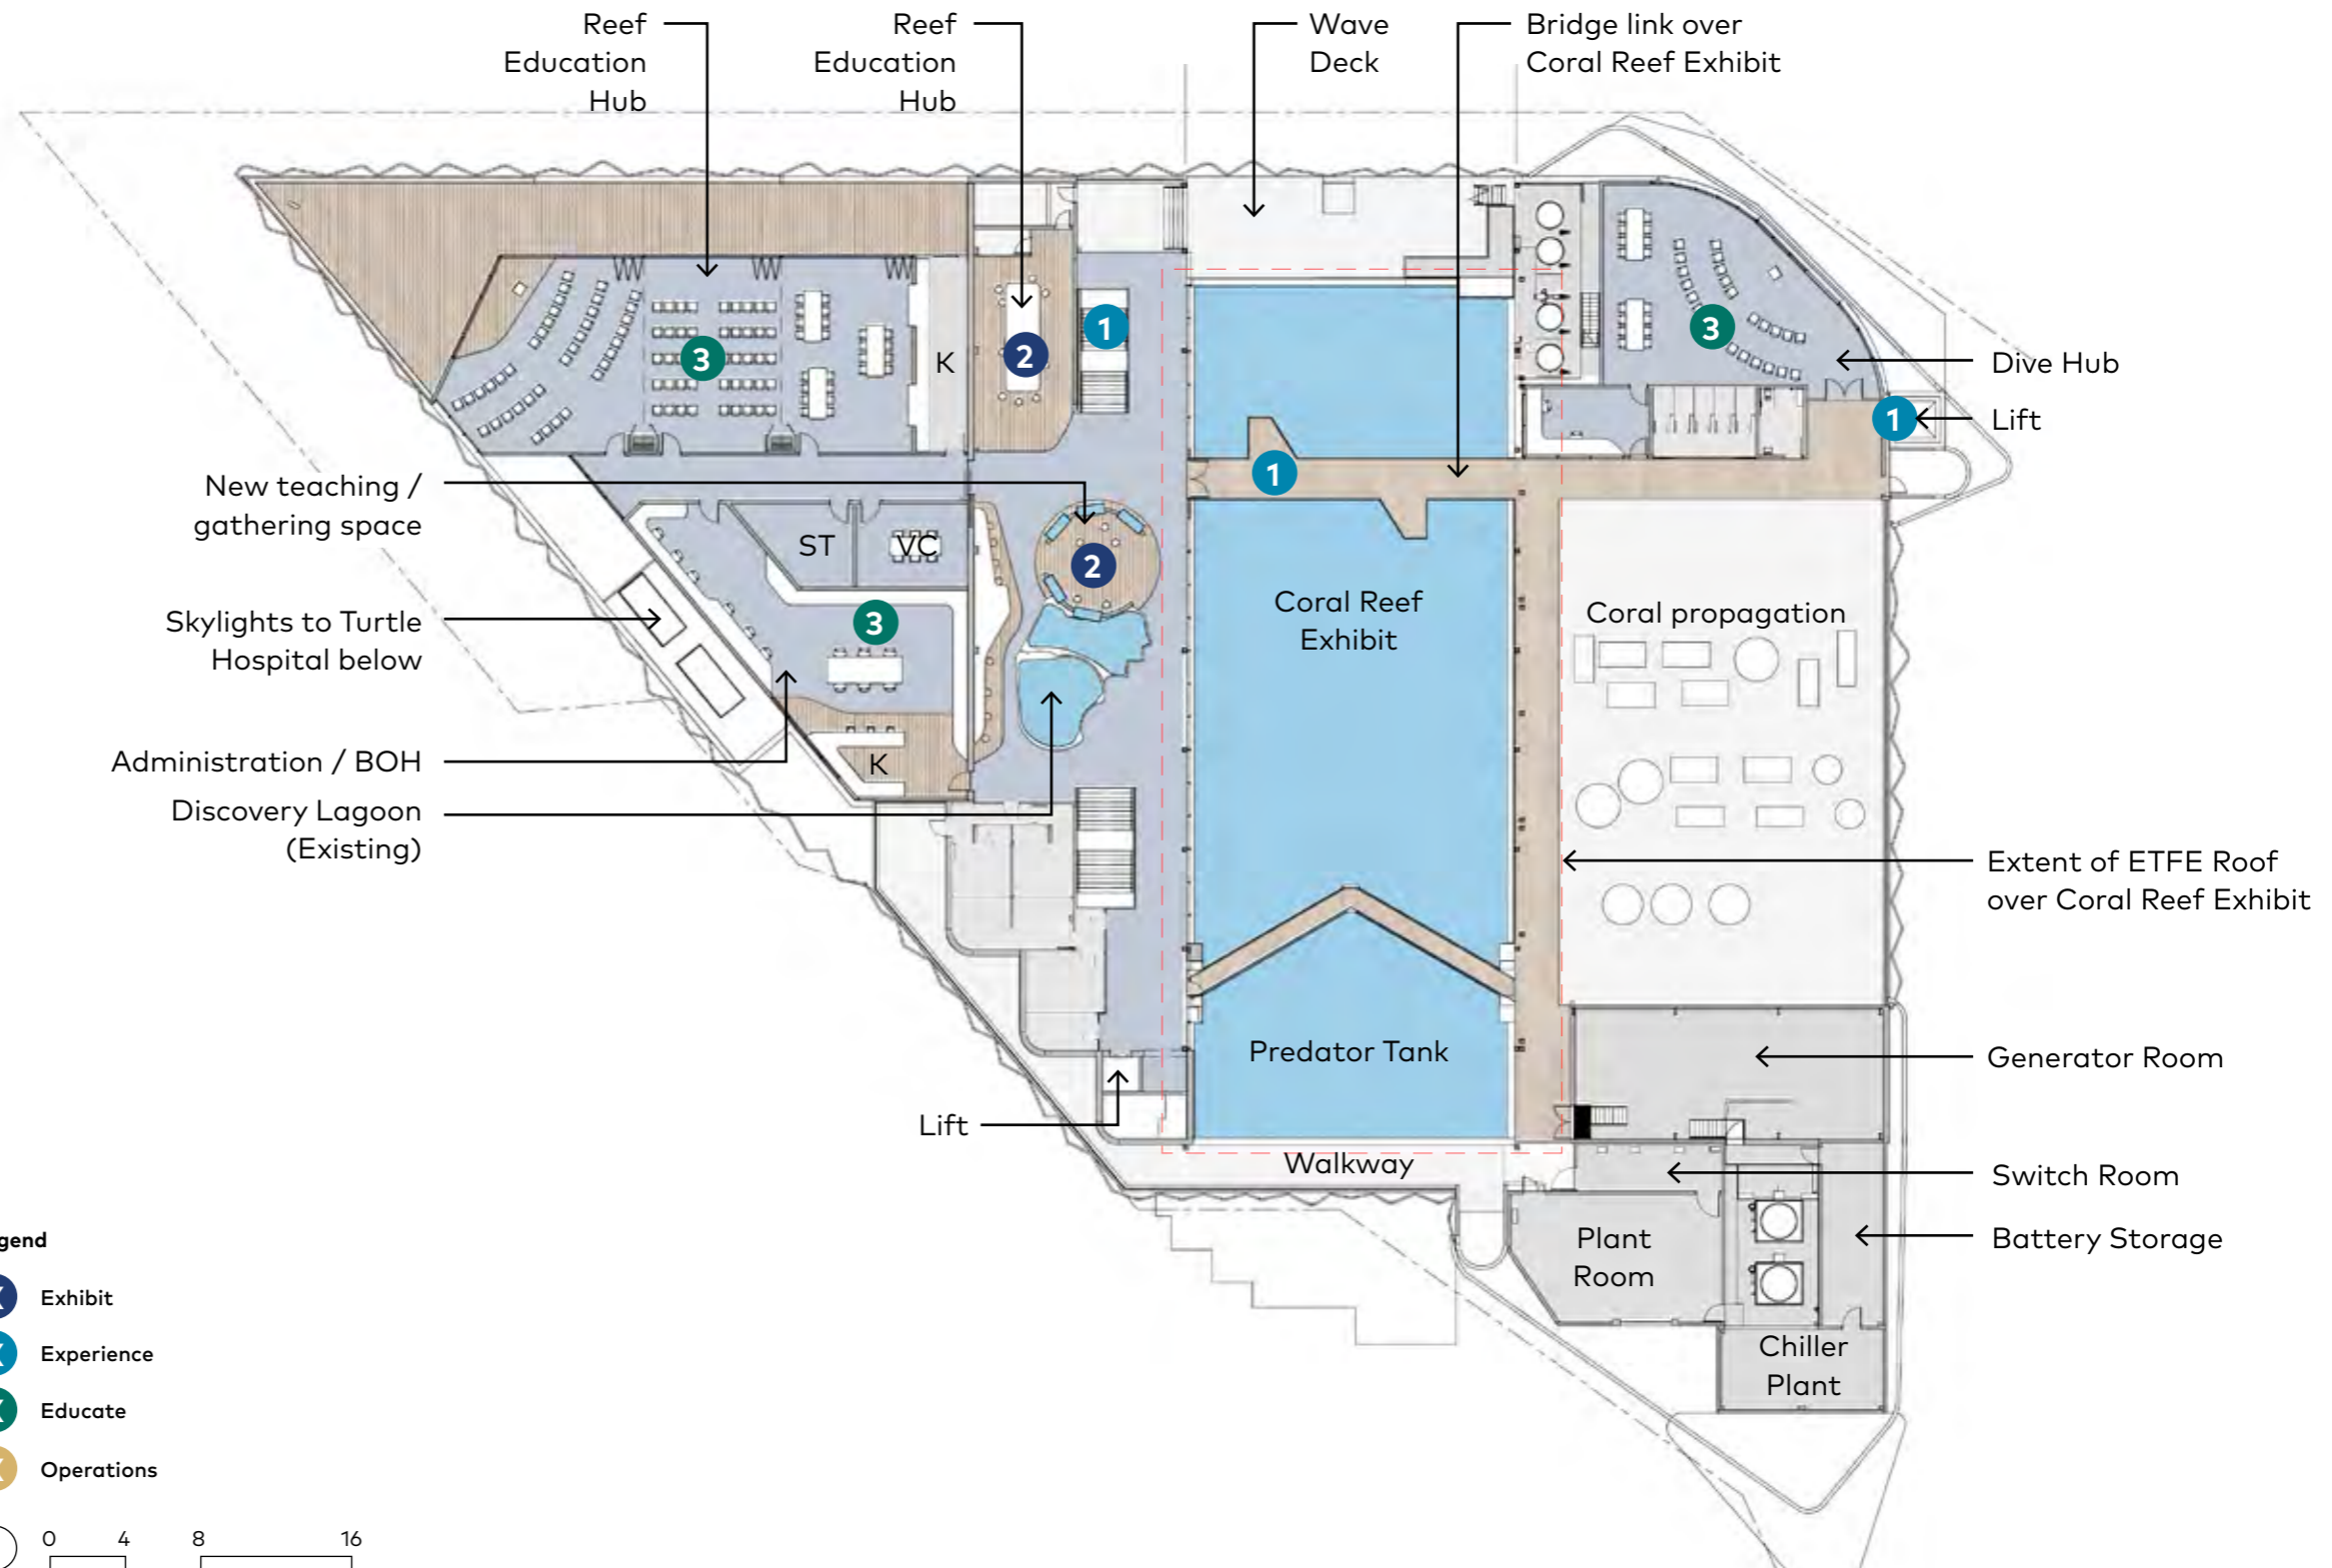 Reef
Education
Hub
Reef
Education
Hub
Wave
Deck
Bridge link over
Coral Reef Exhibit
3
K
2
1
3
Dive Hub
1
Lift
1
New teaching /
gathering space
ST
VC
2
Coral Reef
Exhibit
Coral propagation
3
Skylights to Turtle
Hospital below
Administration / BOH
K
Discovery Lagoon
(Existing)
Extent of ETFE Roof
over Coral Reef Exhibit
Predator Tank
Generator Room
Lift
Walkway
Switch Room
Plant
Room
Battery Storage
Chiller
Plant
gend
X Exhibit
X Experience
X Educate
X Operations
0 4 8 16